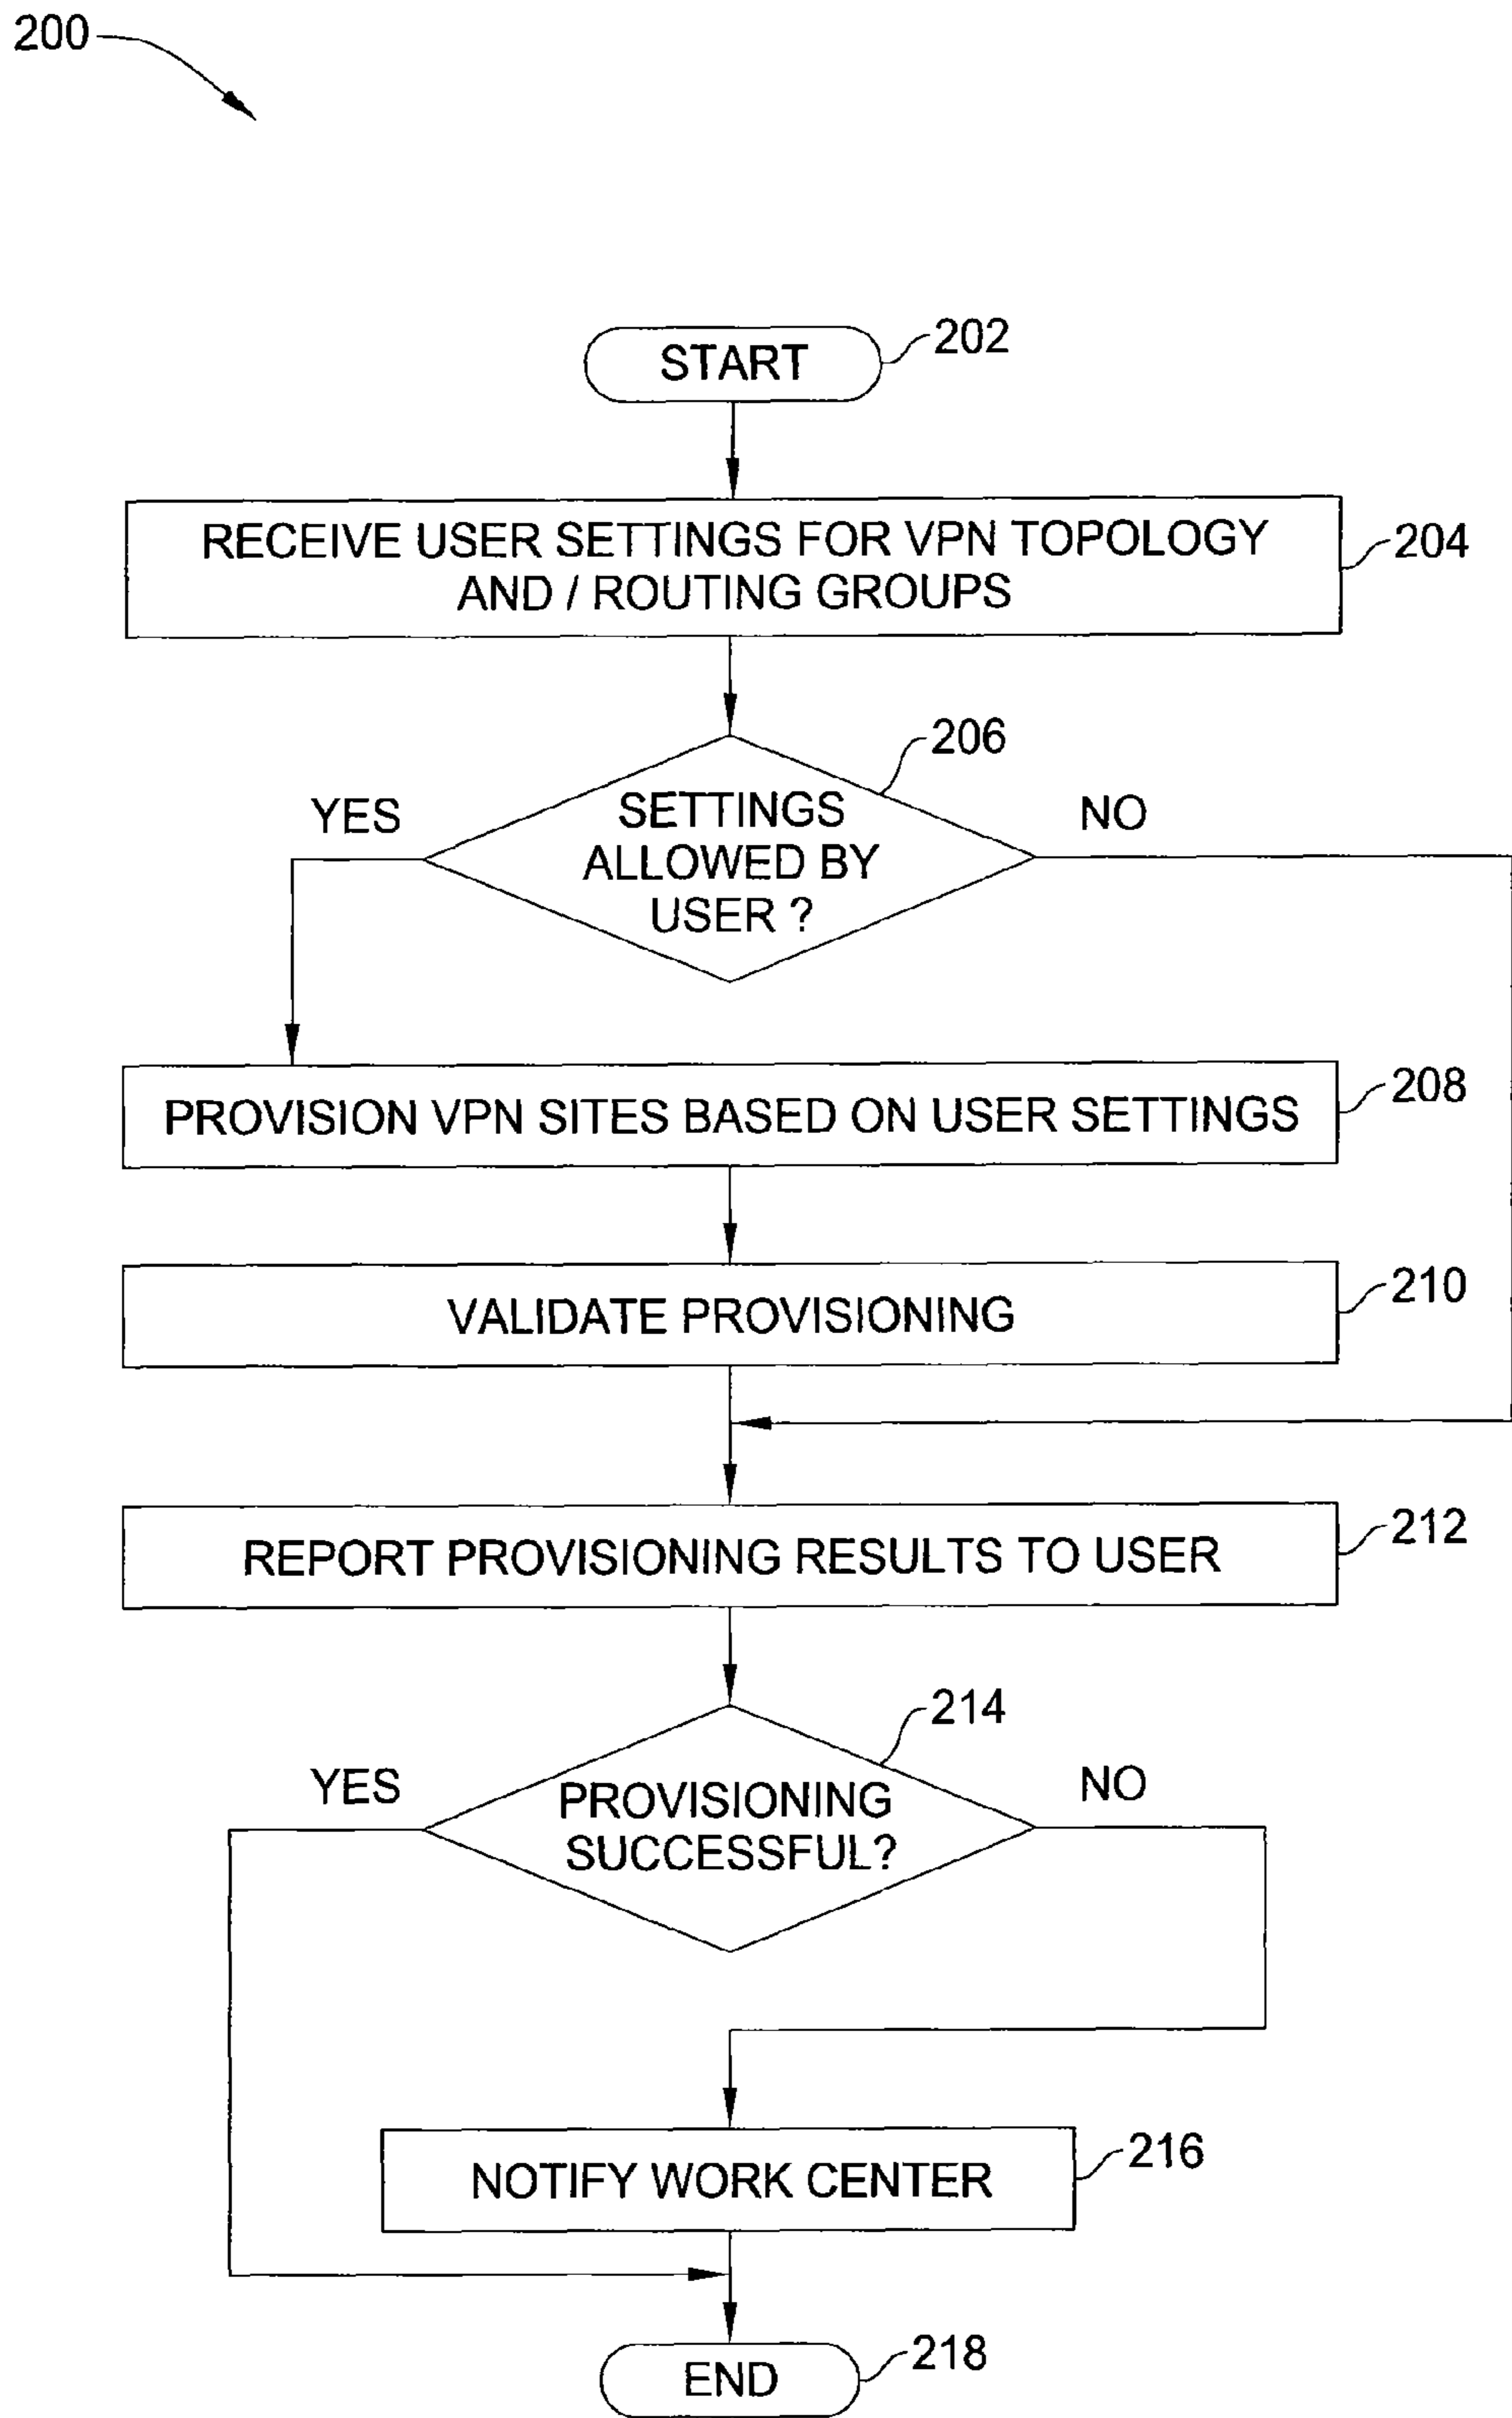 200
START
202
RECEIVE USER SETTINGS FOR VPN TOPOLOGY
AND / ROUTING GROUPS
204
206
YES
SETTINGS
ALLOWED BY
USER ?
NO
PROVISION VPN SITES BASED ON USER SETTINGS
208
VALIDATE PROVISIONING
210
REPORT PROVISIONING RESULTS TO USER
212
214
YES
PROVISIONING
SUCCESSFUL?
NO
NOTIFY WORK CENTER
216
END
218